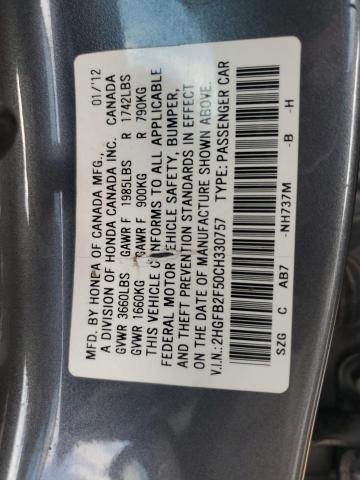 MFD. BY HONDA OF CANADA MFG., 01/'12
A DIVISION OF HONDA CANADA INC. CANADA
GVWR 3660LBS GAWR F 1985LBS R 1742LBS
GVWR 1660KG GAWR F 900KG R 790KG
THIS VEHICLE CONFORMS TO ALL APPLICABLE
FEDERAL MOTOR VEHICLE SAFETY, BUMPER,
AND THEFT PREVENTION STANDARDS IN EFFECT
ON THE DATE OF MANUFACTURE SHOWN ABOVE.
V.I.N.:2HGFB2F50CH330757 TYPE:PASSENGER CAR
SZG C AB7 -NH737M -B -H